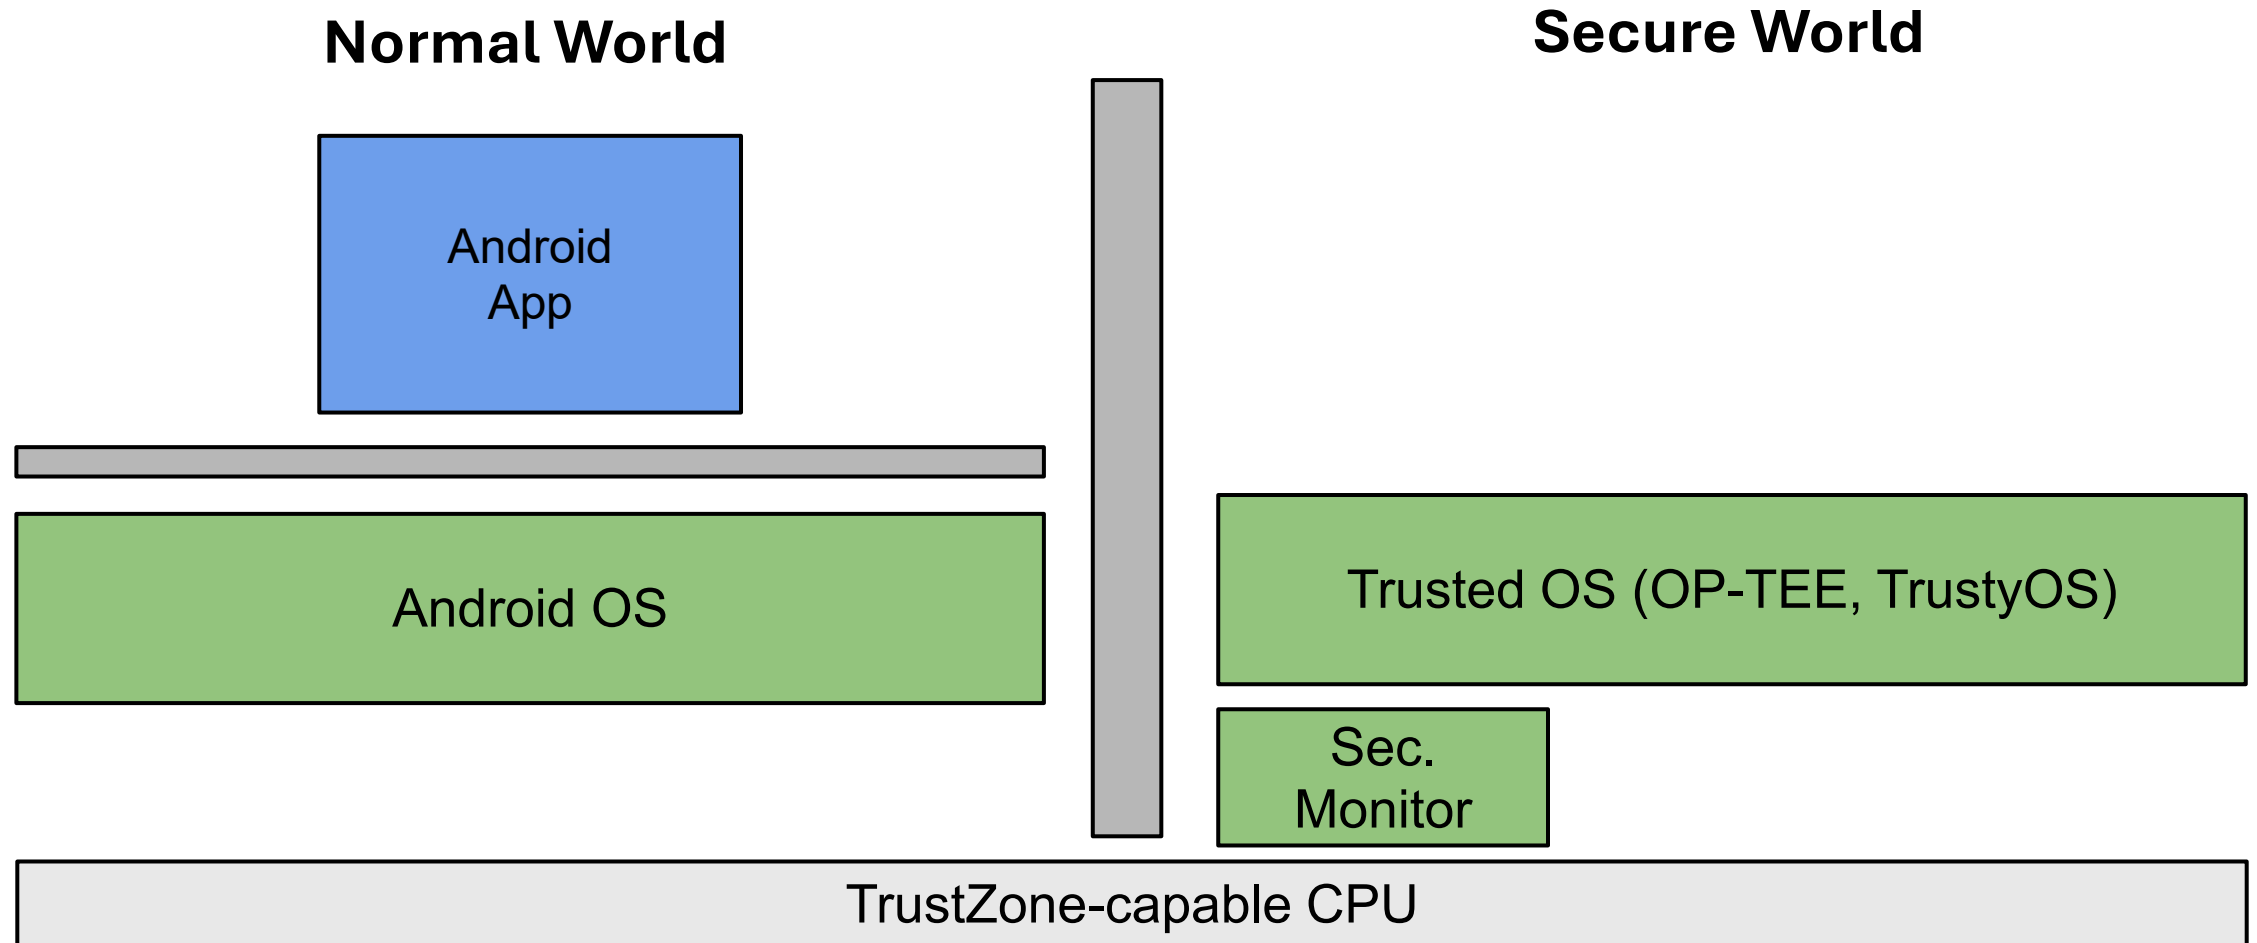 Normal World
Secure World
Android
App
Android OS
Trusted OS (OP-TEE, TrustyOS)
Sec.
Monitor
TrustZone-capable CPU